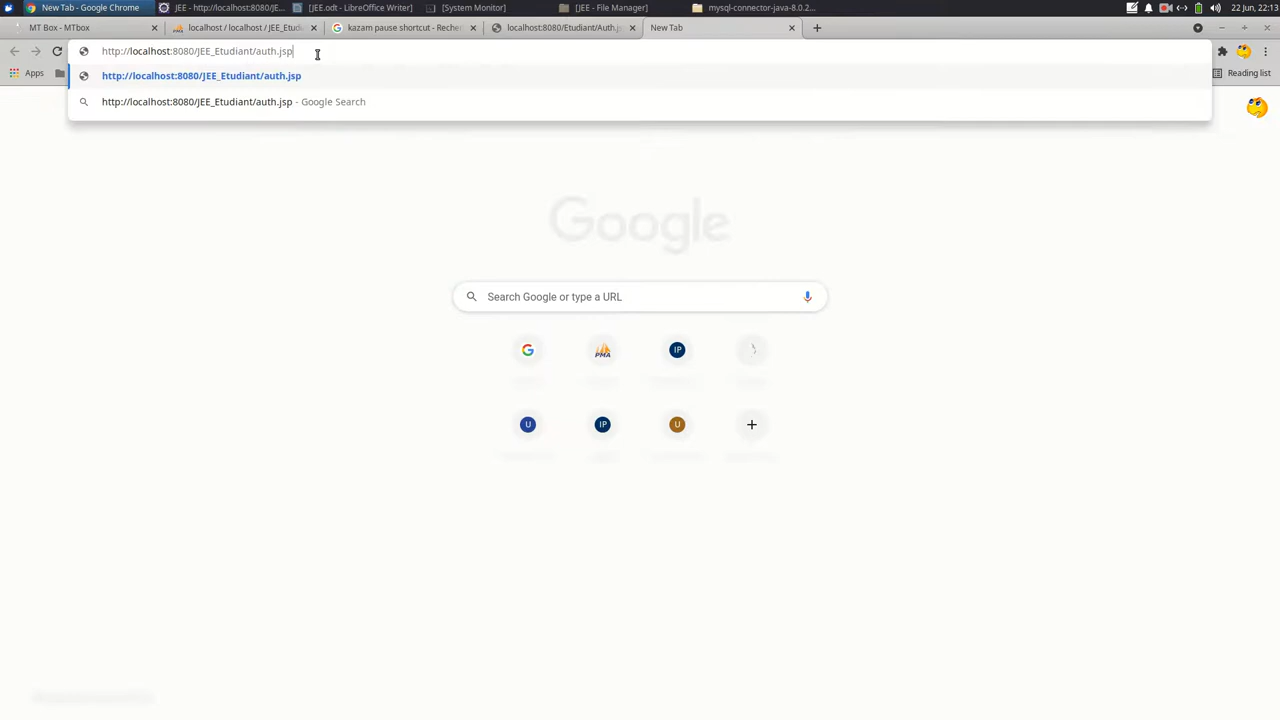 New Tab - Google Chrome
JEE - http://localhost:8080/JE...
[JEE.odt - LibreOffice Writer]
[System Monitor]
[JEE - File Manager]
mysql-connector-java-8.0.2...
22 Jun, 22:13
MT Box - MTbox
localhost / localhost / JEE_Etudi
kazam pause shortcut - Recher
localhost:8080/Etudiant/Auth.js
New Tab
http://localhost:8080/JEE_Etudiant/auth.jsp
Apps
Reading list
http://localhost:8080/JEE_Etudiant/auth.jsp
http://localhost:8080/JEE_Etudiant/auth.jsp - Google Search
Google
Search Google or type a URL
G
PMA
IP
U
IP
U